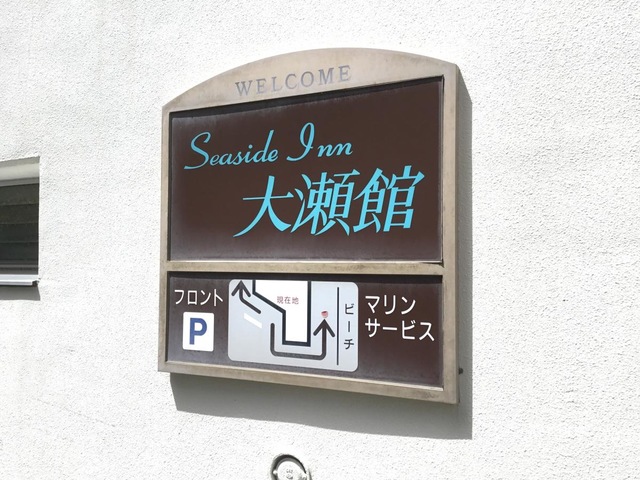 WELCOME
Seaside Inn
大瀬館
フロント
P
現在地
ビーチ
マリン
サービス